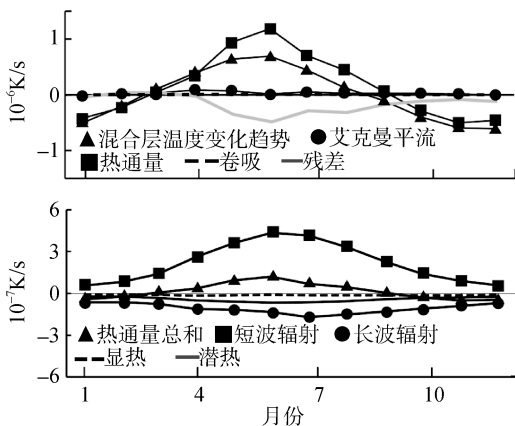 1
0
−1
10⁻⁶K/s
混合层温度变化趋势 艾克曼平流
热通量 卷吸 残差
6
3
0
−3
−6
10⁻⁷K/s
热通量总和 短波辐射 长波辐射
显热 潜热
1 4 7 10
月份